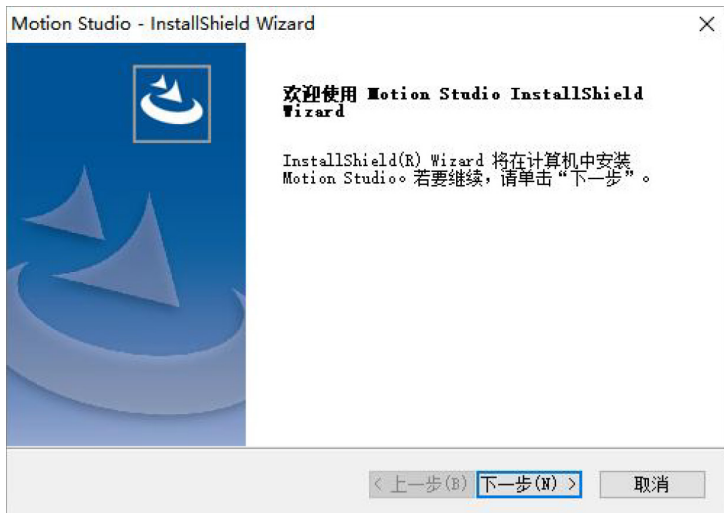 Motion Studio - InstallShield Wizard
欢迎使用 Motion Studio InstallShield
Wizard
InstallShield(R) Wizard 将在计算机中安装
Motion Studio。若要继续，请单击“下一步”。
< 上一步(B) 下一步(N) > 取消